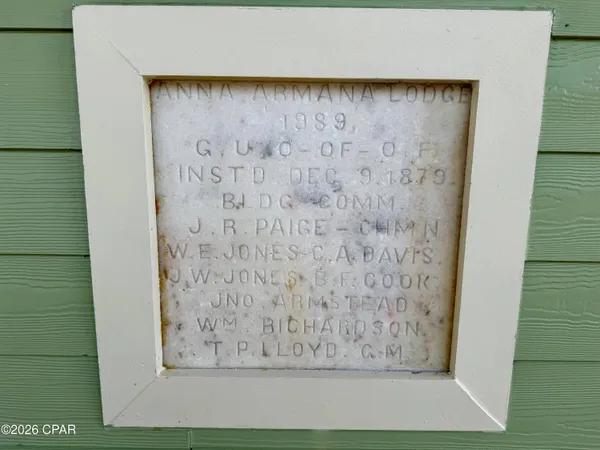 ANNA ARMANA LODGE
1989,
G. U. O - OF - O. F.
INST'D DEC. 9, 1879.
BLDG. COMM.
J. R. PAIGE - CHMN
W. E. JONES - C. A. DAVIS.
J. W. JONES - B. F. COOK.
JNO ARMSTEAD
WM. RICHARDSON.
T. P. LLOYD. C. M.
©2026 CPAR